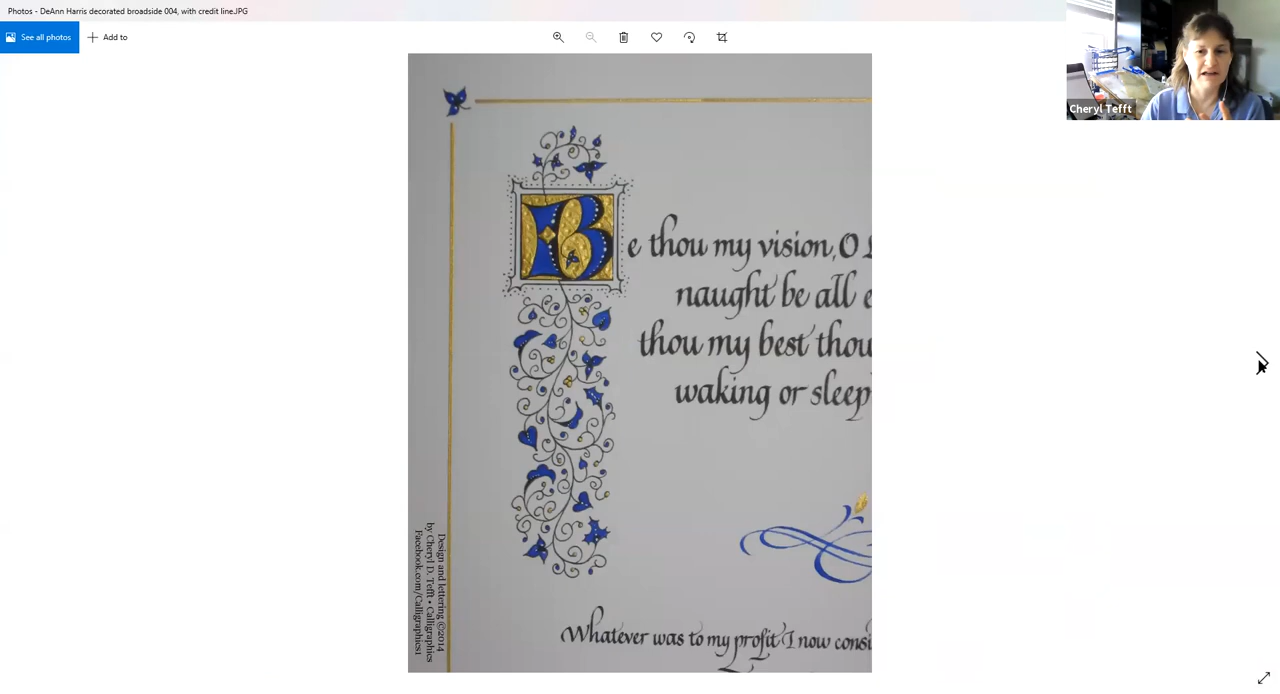 Photos - DeAnn Harris decorated broadside 004, with credit line.JPG
See all photos
Add to
Cheryl Tefft
Be thou my vision, O
naught be all e
thou my best thou
waking or sleep
Whatever was to my profit I now consi
Design and lettering ©2014
by Cheryl D. Tefft • Calligraphics
Facebook.com/Calligraphics1